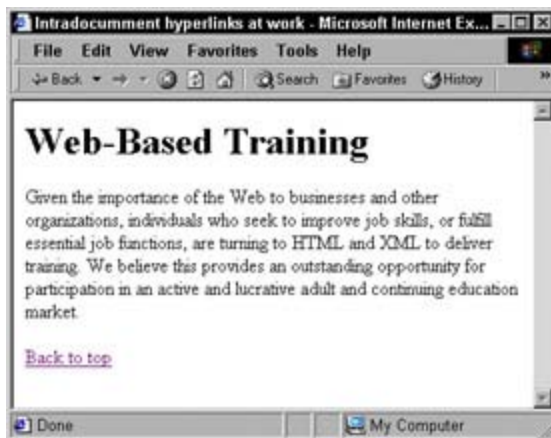 Intradocumment hyperlinks at work - Microsoft Internet Ex...
File Edit View Favorites Tools Help
Back Search Favorites History »
Web-Based Training
Given the importance of the Web to businesses and other
organizations, individuals who seek to improve job skills, or fulfill
essential job functions, are turning to HTML and XML to deliver
training. We believe this provides an outstanding opportunity for
participation in an active and lucrative adult and continuing education
market.
Back to top
Done My Computer